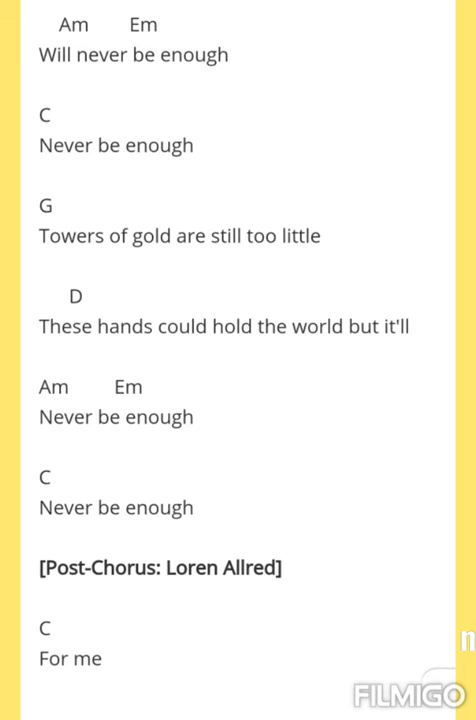 Am Em
Will never be enough
C
Never be enough
G
Towers of gold are still too little
D
These hands could hold the world but it'll
Am Em
Never be enough
C
Never be enough
[Post-Chorus: Loren Allred]
C
For me
FILMIGO